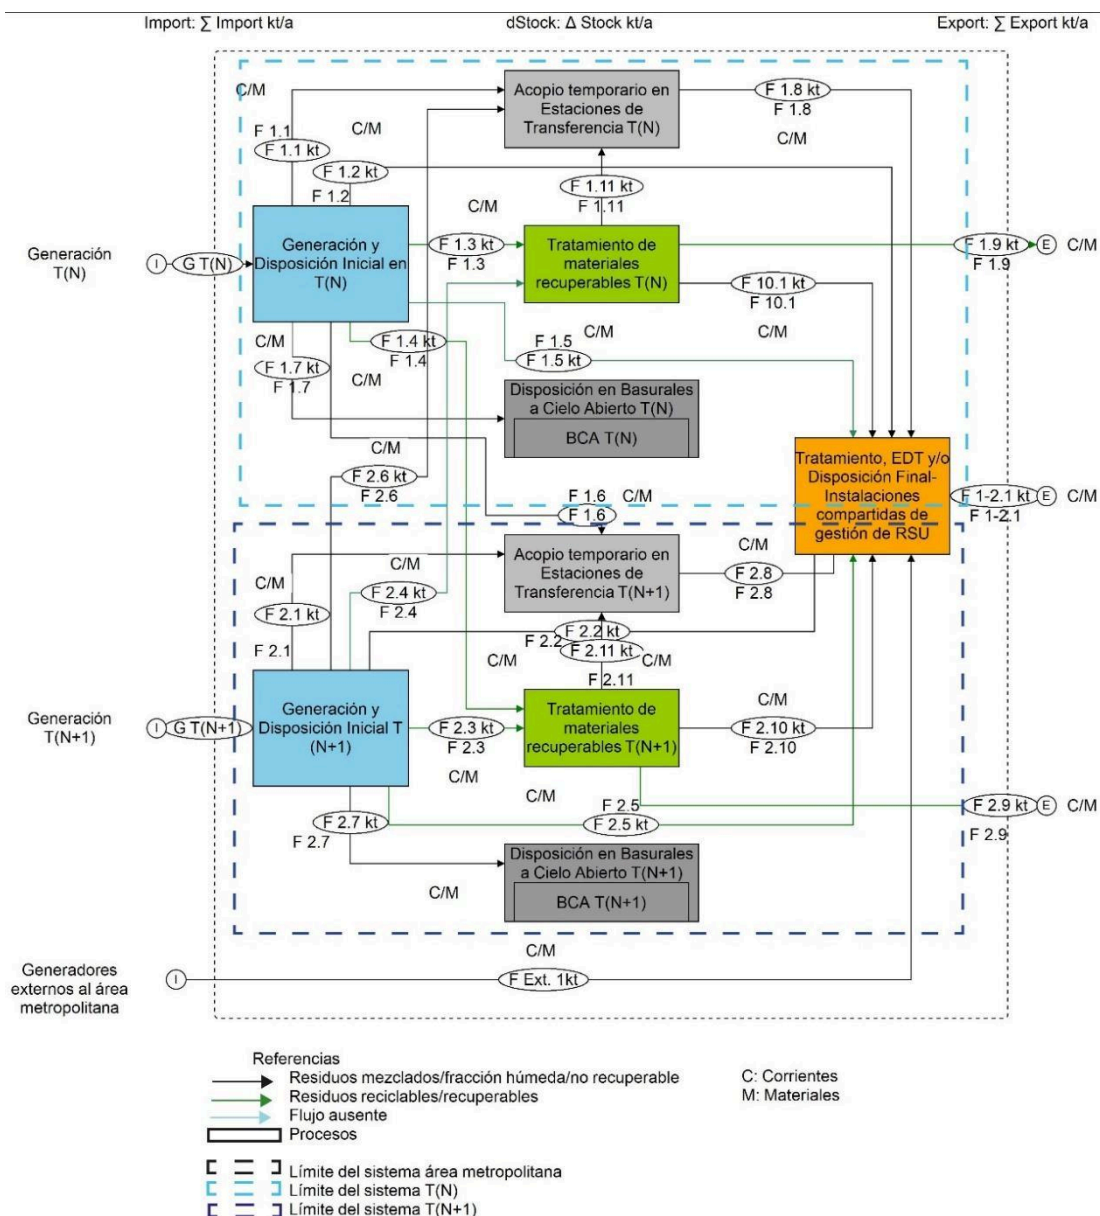 Import: ∑ Import kt/a
dStock: Δ Stock kt/a
Export: ∑ Export kt/a
C/M
Acopio temporario en
Estaciones de
Transferencia T(N)
F 1.8 kt
F 1.8
C/M
F 1.1
F 1.1 kt
C/M
F 1.2 kt
F 1.2
F 1.11 kt
F 1.11
C/M
Generación
T(N)
I
G T(N)
Generación y
Disposición Inicial en
T(N)
F 1.3 kt
F 1.3
Tratamiento de
materiales
recuperables T(N)
F 1.9 kt
F 1.9
E
C/M
F 10.1 kt
F 10.1
C/M
F 1.4 kt
F 1.4
F 1.5
F 1.5 kt
C/M
C/M
F 1.7 kt
F 1.7
C/M
Disposición en Basurales
a Cielo Abierto T(N)
BCA T(N)
C/M
F 2.6 kt
F 2.6
Tratamiento, EDT y/o
Disposición Final-
Instalaciones
compartidas de
gestión de RSU
F 1-2.1 kt
F 1-2.1
E
C/M
F 1.6
F 1.6
C/M
F 2.1 kt
F 2.1
C/M
C/M
F 2.4 kt
F 2.4
Acopio temporario en
Estaciones de
Transferencia T(N+1)
C/M
F 2.8
F 2.8
F 2.2 kt
F 2.2
F 2.11 kt
F 2.11
C/M
C/M
Generación
T(N+1)
I
G T(N+1)
Generación y
Disposición Inicial T
(N+1)
F 2.3 kt
F 2.3
C/M
Tratamiento de
materiales
recuperables T(N+1)
C/M
F 2.10 kt
F 2.10
C/M
F 2.5
F 2.5 kt
F 2.9 kt
F 2.9
E
C/M
F 2.7 kt
F 2.7
Disposición en Basurales
a Cielo Abierto T(N+1)
BCA T(N+1)
C/M
C/M
Generadores
externos al área
metropolitana
I
F Ext. 1kt
Referencias
Residuos mezclados/fracción húmeda/no recuperable
Residuos reciclables/recuperables
Flujo ausente
Procesos
Límite del sistema área metropolitana
Límite del sistema T(N)
Límite del sistema T(N+1)
C: Corrientes
M: Materiales